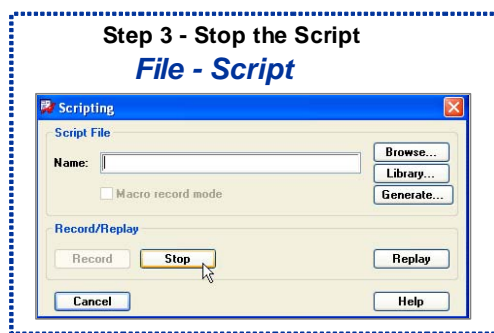 Step 3 - Stop the Script
File - Script
Scripting
Script File
Name:
Browse...
Library...
Macro record mode
Generate...
Record/Replay
Record
Stop
Replay
Cancel
Help